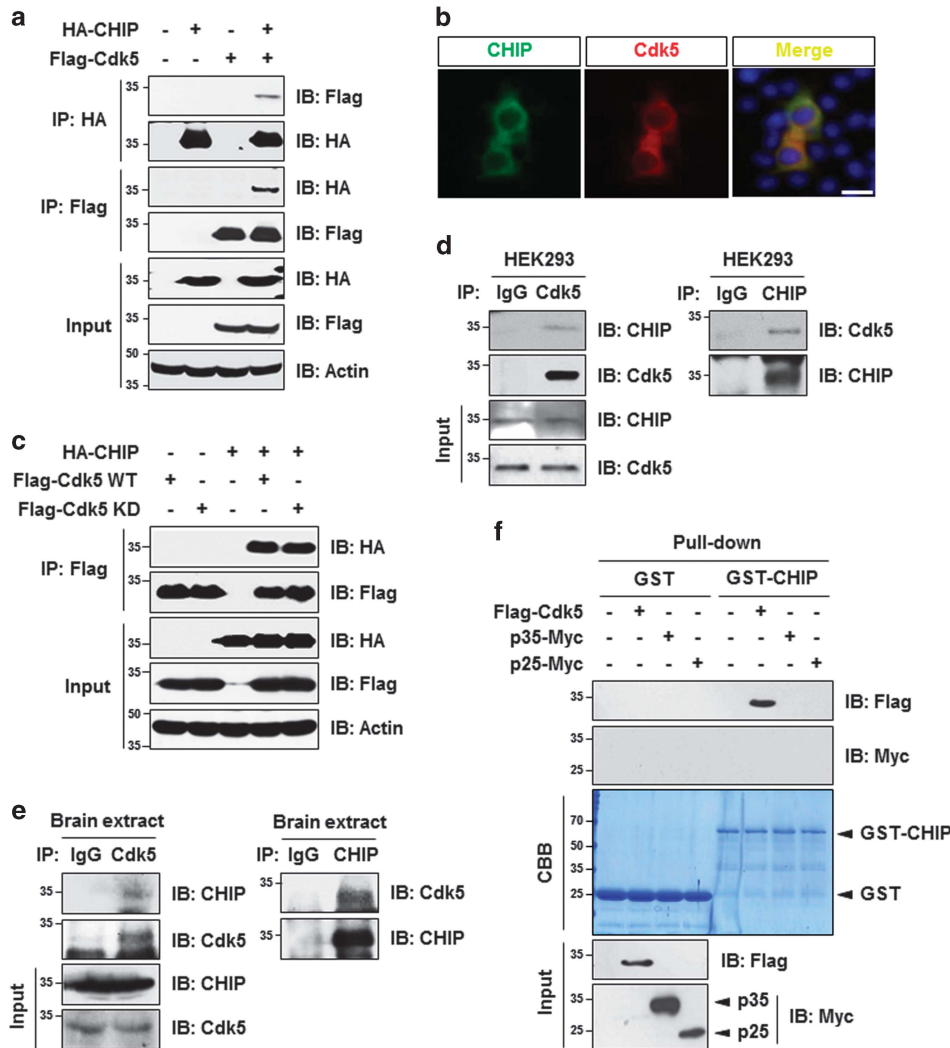 a
HA-CHIP - + - +
Flag-Cdk5 - - + +
IP: HA
35 IB: Flag
35 IB: HA
IP: Flag
35 IB: HA
35 IB: Flag
Input
35 IB: HA
35 IB: Flag
50
35 IB: Actin
b
CHIP Cdk5 Merge
c
HA-CHIP - - + + +
Flag-Cdk5 WT + - - + -
Flag-Cdk5 KD - + - - +
IP: Flag
35 IB: HA
35 IB: Flag
Input
35 IB: HA
35 IB: Flag
50
35 IB: Actin
d
HEK293
IP: IgG Cdk5
35 IB: CHIP
35 IB: Cdk5
Input
35 IB: CHIP
35 IB: Cdk5
HEK293
IP: IgG CHIP
35 IB: Cdk5
35 IB: CHIP
e
Brain extract
IP: IgG Cdk5
35 IB: CHIP
35 IB: Cdk5
Input
35 IB: CHIP
35 IB: Cdk5
Brain extract
IP: IgG CHIP
35 IB: Cdk5
35 IB: CHIP
f
Pull-down
GST GST-CHIP
Flag-Cdk5 - + - - - + - -
p35-Myc - - + - - - + -
p25-Myc - - - + - - - +
35 IB: Flag
35
25 IB: Myc
CBB
70
50 GST-CHIP
35
25 GST
Input
35 IB: Flag
35 p35
25 p25
IB: Myc